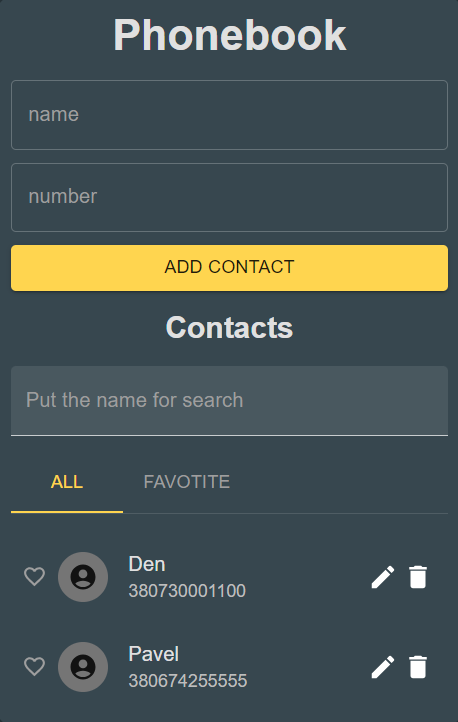 Phonebook
name
number
ADD CONTACT
Contacts
Put the name for search
ALL FAVOTITE
Den
380730001100
Pavel
380674255555